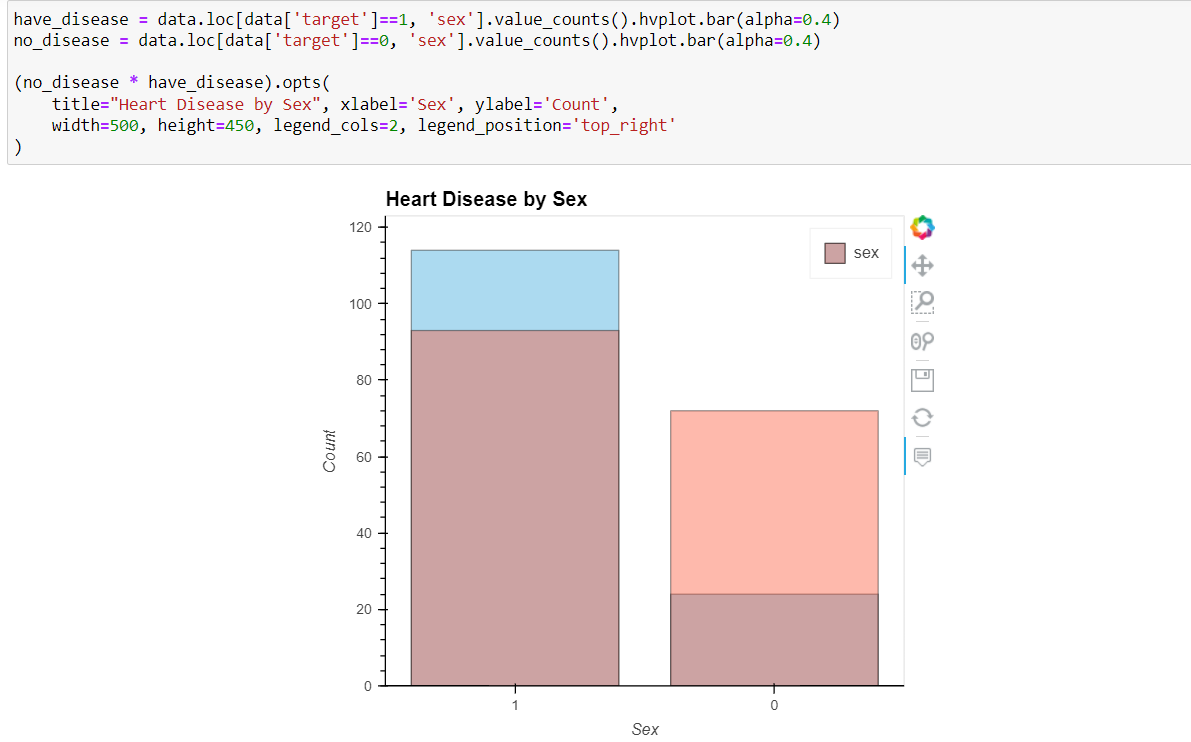 have_disease = data.loc[data['target']==1, 'sex'].value_counts().hvplot.bar(alpha=0.4)
no_disease = data.loc[data['target']==0, 'sex'].value_counts().hvplot.bar(alpha=0.4)
(no_disease * have_disease).opts(
    title="Heart Disease by Sex", xlabel='Sex', ylabel='Count',
    width=500, height=450, legend_cols=2, legend_position='top_right'
)
Heart Disease by Sex
sex
120
100
80
60
40
20
0
Count
1 0
Sex